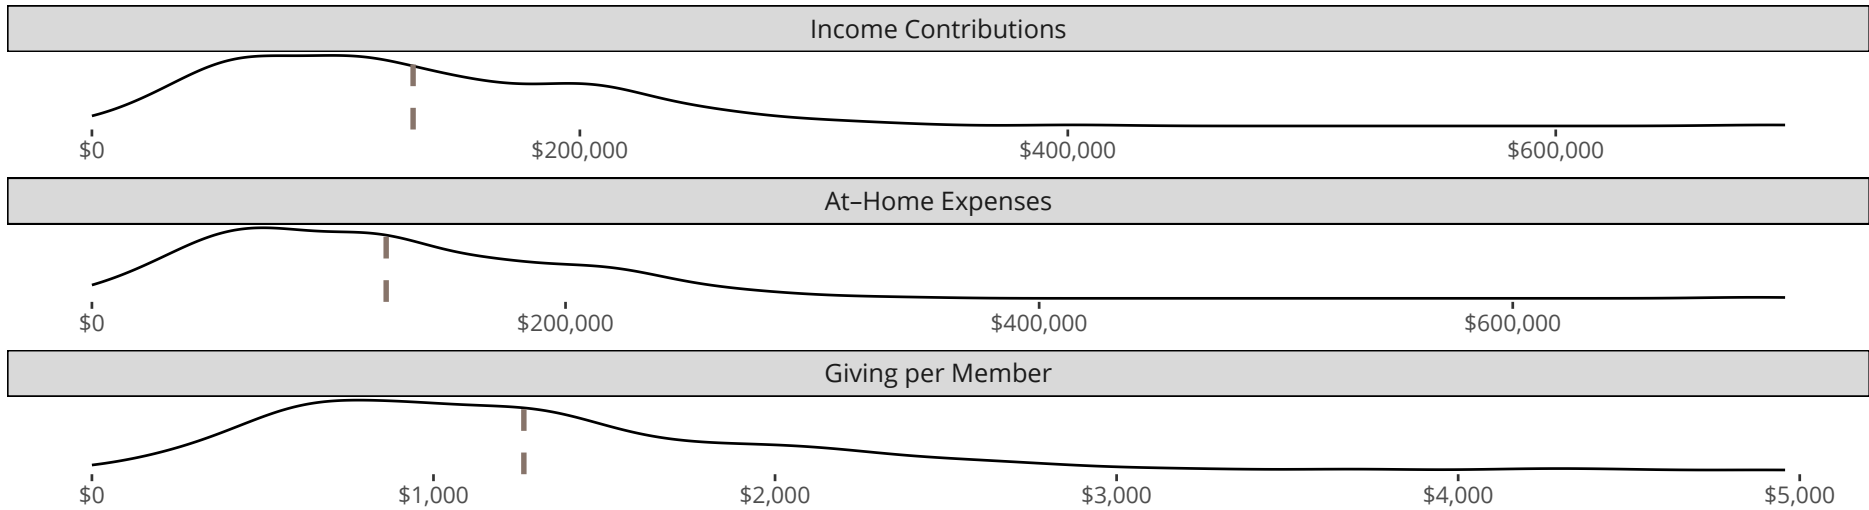 Income Contributions
$0 $200,000 $400,000 $600,000
At–Home Expenses
$0 $200,000 $400,000 $600,000
Giving per Member
$0 $1,000 $2,000 $3,000 $4,000 $5,000